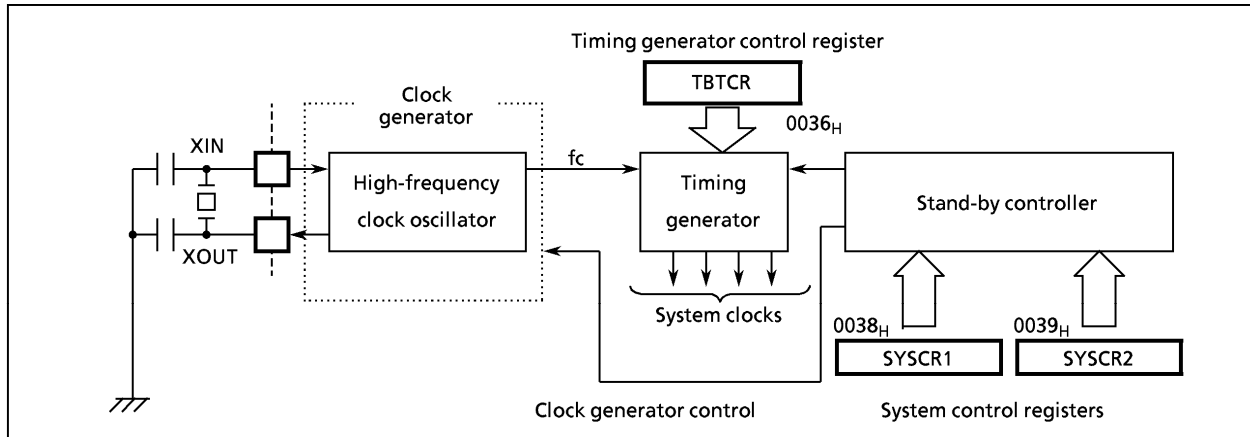 Timing generator control register
TBTCR
0036H
Clock
generator
XIN
fc
High-frequency
clock oscillator
Timing
generator
Stand-by controller
XOUT
System clocks
0038H
0039H
SYSCR1
SYSCR2
Clock generator control
System control registers